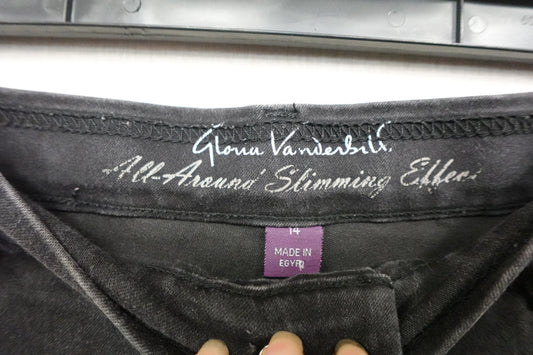 Gloria Vanderbilt.
All-Around Slimming Effect
14
MADE IN
EGYPT